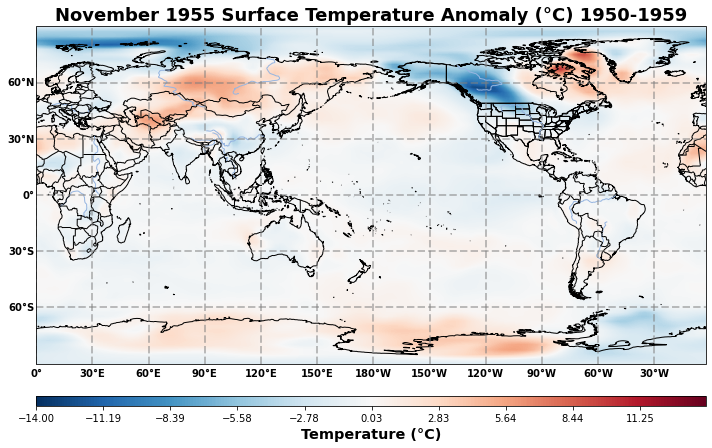 November 1955 Surface Temperature Anomaly (°C) 1950-1959
60°N
30°N
0°
30°S
60°S
0° 30°E 60°E 90°E 120°E 150°E 180° 150°W 120°W 90°W 60°W 30°W
−14.00 −11.19 −8.39 −5.58 −2.78 0.03 2.83 5.64 8.44 11.25
Temperature (°C)